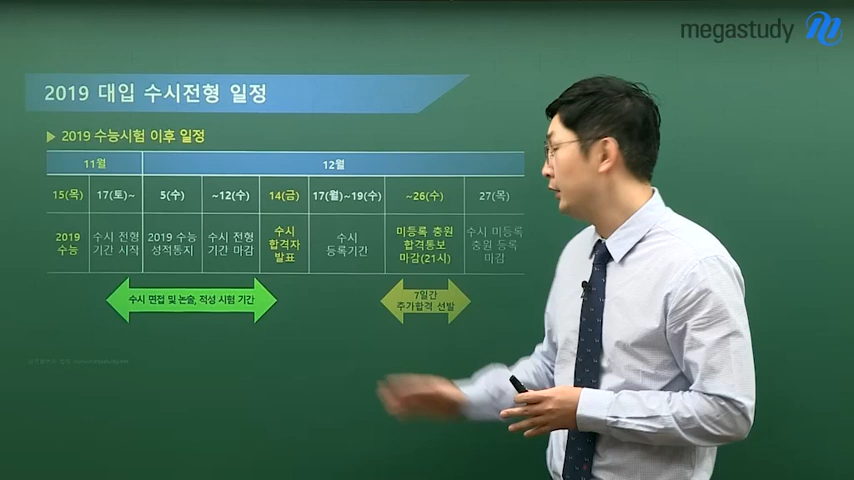 megastudy
2019 대입 수시전형 일정
▶ 2019 수능시험 이후 일정
11월 12월
15(목) 17(토)~ 5(수) ~12(수) 14(금) 17(월)~19(수) ~26(수) 27(목)
2019 수능
수시 전형 기간 시작
2019 수능 성적통지
수시 전형 기간 마감
수시 합격자 발표
수시 등록기간
미등록 충원 합격통보 마감(21시)
수시 미등록 충원 등록 마감
수시 면접 및 논술, 적성 시험 기간
7일간
추가합격 선발